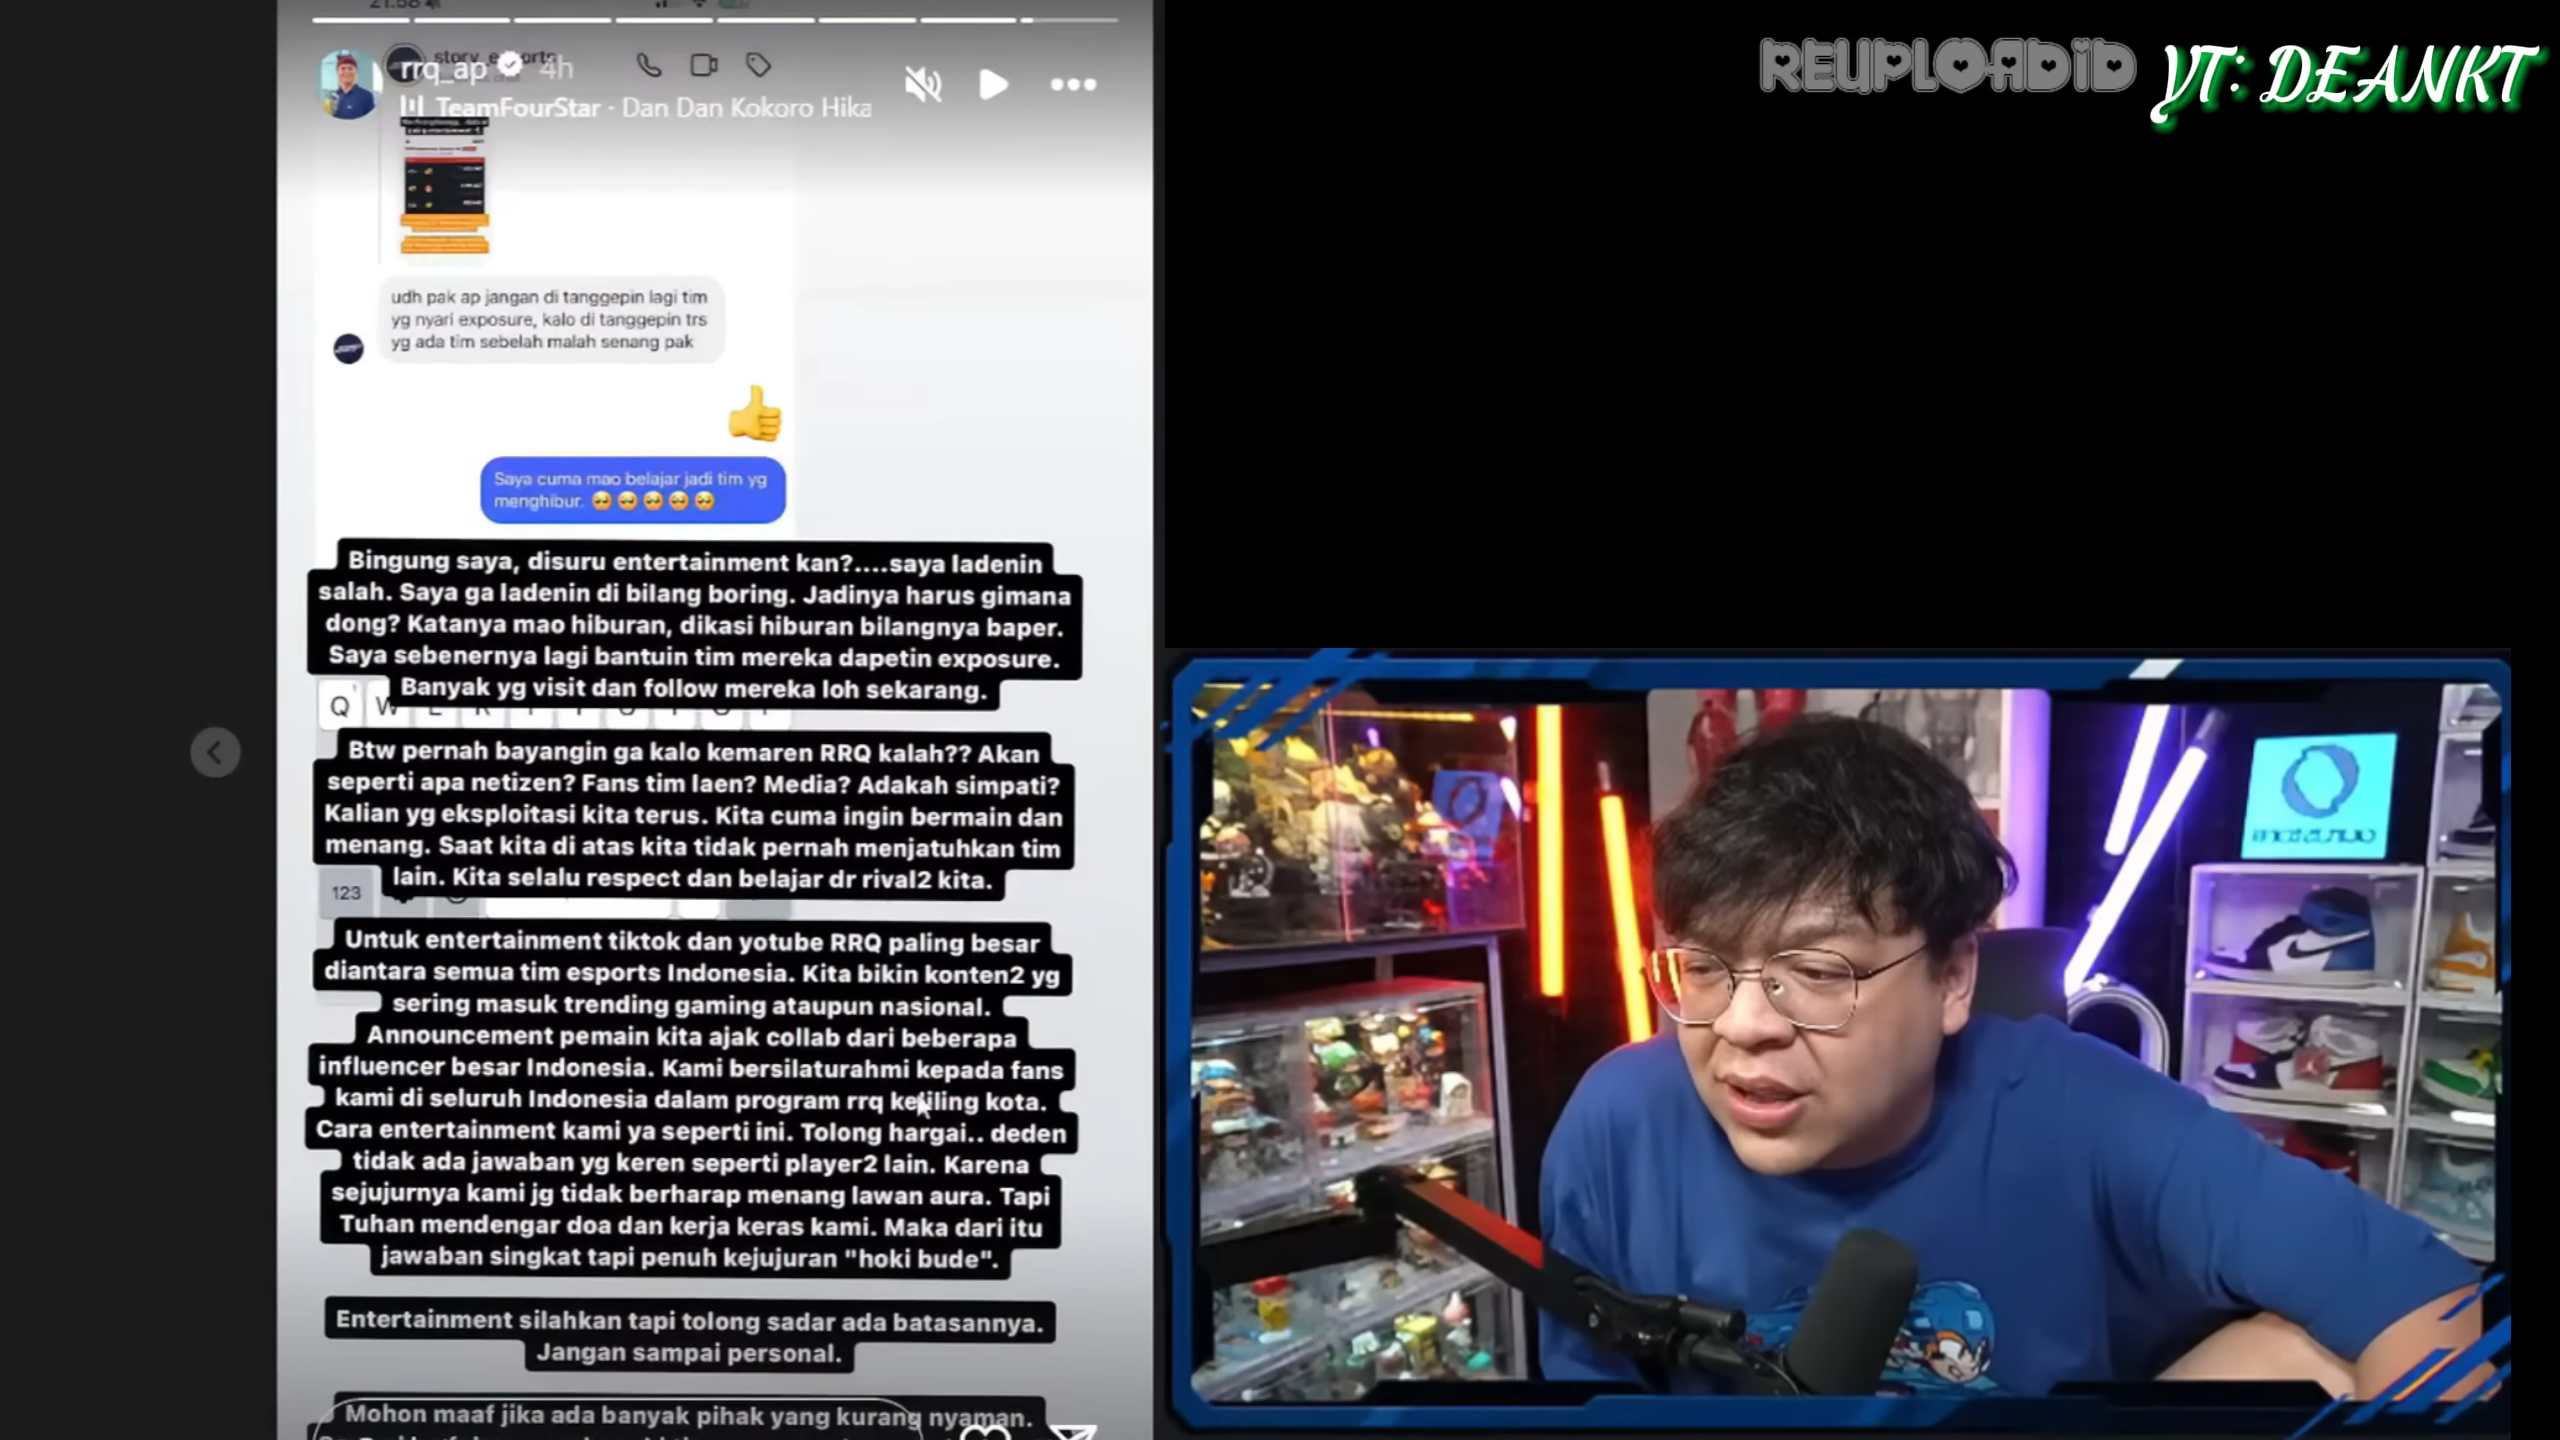 21.58
REUPLOADID YT: DEANKT
rrq_ap 4h
TeamFourStar · Dan Dan Kokoro Hika
udh pak ap jangan di tanggepin lagi tim
yg nyari exposure, kalo di tanggepin trs
yg ada tim sebelah malah senang pak
Saya cuma mao belajar jadi tim yg
menghibur. 🥺🥺🥺🥺🥺
Bingung saya, disuru entertainment kan?....saya ladenin
salah. Saya ga ladenin di bilang boring. Jadinya harus gimana
dong? Katanya mao hiburan, dikasi hiburan bilangnya baper.
Saya sebenernya lagi bantuin tim mereka dapetin exposure.
Banyak yg visit dan follow mereka loh sekarang.
Q W
Btw pernah bayangin ga kalo kemaren RRQ kalah?? Akan
seperti apa netizen? Fans tim laen? Media? Adakah simpati?
Kalian yg eksploitasi kita terus. Kita cuma ingin bermain dan
menang. Saat kita di atas kita tidak pernah menjatuhkan tim
lain. Kita selalu respect dan belajar dr rival2 kita.
123
Untuk entertainment tiktok dan yotube RRQ paling besar
diantara semua tim esports Indonesia. Kita bikin konten2 yg
sering masuk trending gaming ataupun nasional.
Announcement pemain kita ajak collab dari beberapa
influencer besar Indonesia. Kami bersilaturahmi kepada fans
kami di seluruh Indonesia dalam program rrq keliling kota.
Cara entertainment kami ya seperti ini. Tolong hargai.. deden
tidak ada jawaban yg keren seperti player2 lain. Karena
sejujurnya kami jg tidak berharap menang lawan aura. Tapi
Tuhan mendengar doa dan kerja keras kami. Maka dari itu
jawaban singkat tapi penuh kejujuran "hoki bude".
Entertainment silahkan tapi tolong sadar ada batasannya.
Jangan sampai personal.
Mohon maaf jika ada banyak pihak yang kurang nyaman.